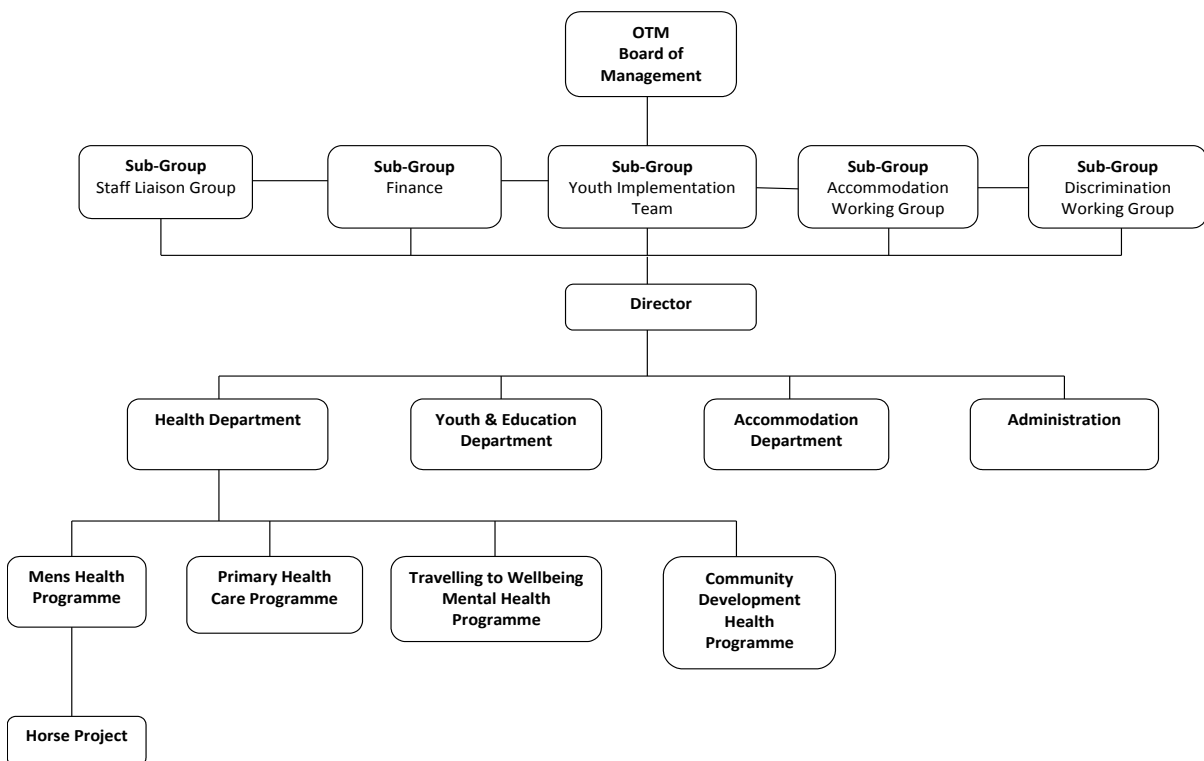 OTM
Board of
Management
Sub-Group
Staff Liaison Group
Sub-Group
Finance
Sub-Group
Youth Implementation
Team
Sub-Group
Accommodation
Working Group
Sub-Group
Discrimination
Working Group
Director
Health Department
Youth & Education
Department
Accommodation
Department
Administration
Mens Health
Programme
Primary Health
Care Programme
Travelling to Wellbeing
Mental Health
Programme
Community
Development
Health
Programme
Horse Project